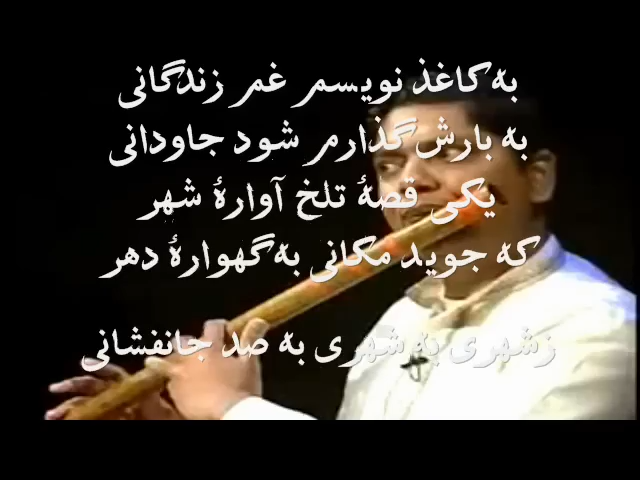 به کاغذ نویسم غم زندگانی
به بارش گذارم شود جاودانی
یکی قصهٔ تلخ آوارهٔ شهر
که جوید مکانی به گهوارهٔ دهر
زشهری به شهری به صد جانفشانی